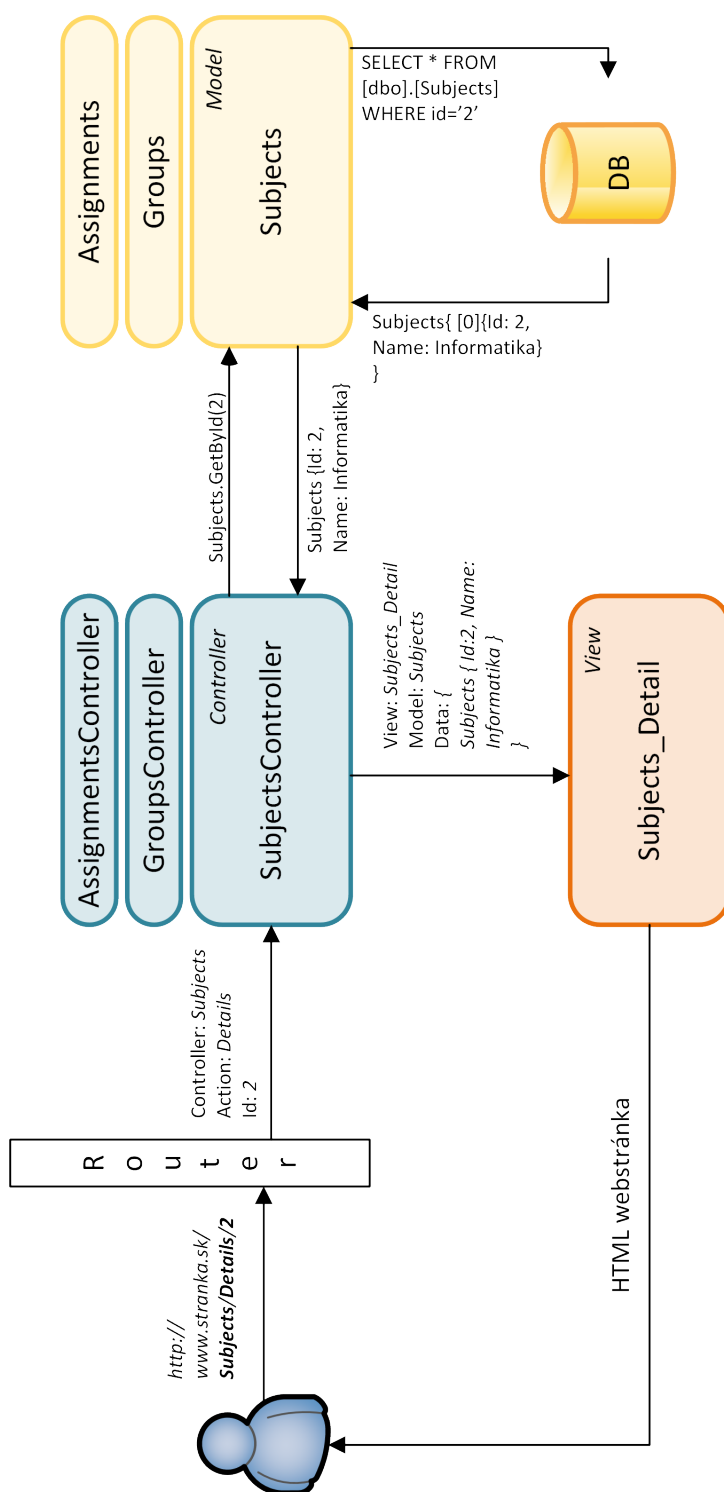 http://
www.stranka.sk/
Subjects/Details/2
Router
Controller: Subjects
Action: Details
Id: 2
AssignmentsController
GroupsController
Controller
SubjectsController
Subjects.GetById(2)
Subjects {Id: 2,
Name: Informatika}
Assignments
Groups
Model
Subjects
SELECT * FROM
[dbo].[Subjects]
WHERE id=’2’
DB
Subjects{ [0]{Id: 2,
Name: Informatika}
}
View: Subjects_Detail
Model: Subjects
Data: {
Subjects { Id:2, Name:
Informatika }
}
View
Subjects_Detail
HTML webstránka